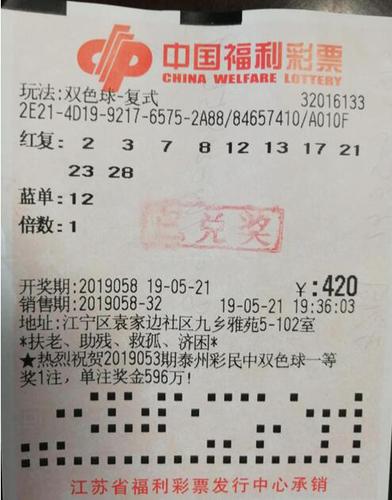 中国福利彩票
CHINA WELFARE LOTTERY
玩法:双色球-复式 32016133
2E21-4D19-9217-6575-2A88/84657410/A010F
红复: 2 3 7 8 12 13 17 21
23 28
蓝单:12
倍数:1
已兑奖
开奖期:2019058 19-05-21 ¥:420
销售期:2019058-32 19-05-21 19:36:03
地址:江宁区袁家边社区九乡雅苑5-102室
*扶老、助残、救孤、济困*
★热烈祝贺2019053期泰州彩民中双色球一等
奖1注，单注奖金596万!
江苏省福利彩票发行中心承销